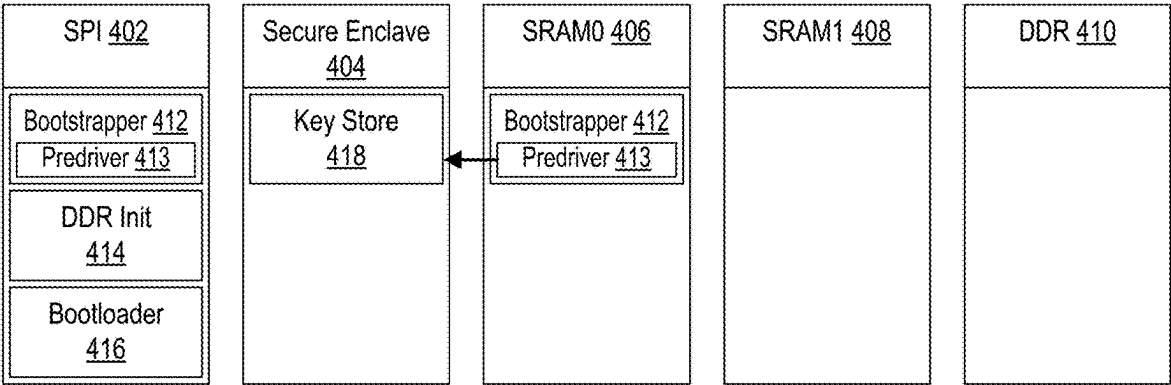 SPI 402
Bootstrapper 412
Predriver 413
DDR Init
414
Bootloader
416
Secure Enclave
404
Key Store
418
SRAM0 406
Bootstrapper 412
Predriver 413
SRAM1 408
DDR 410